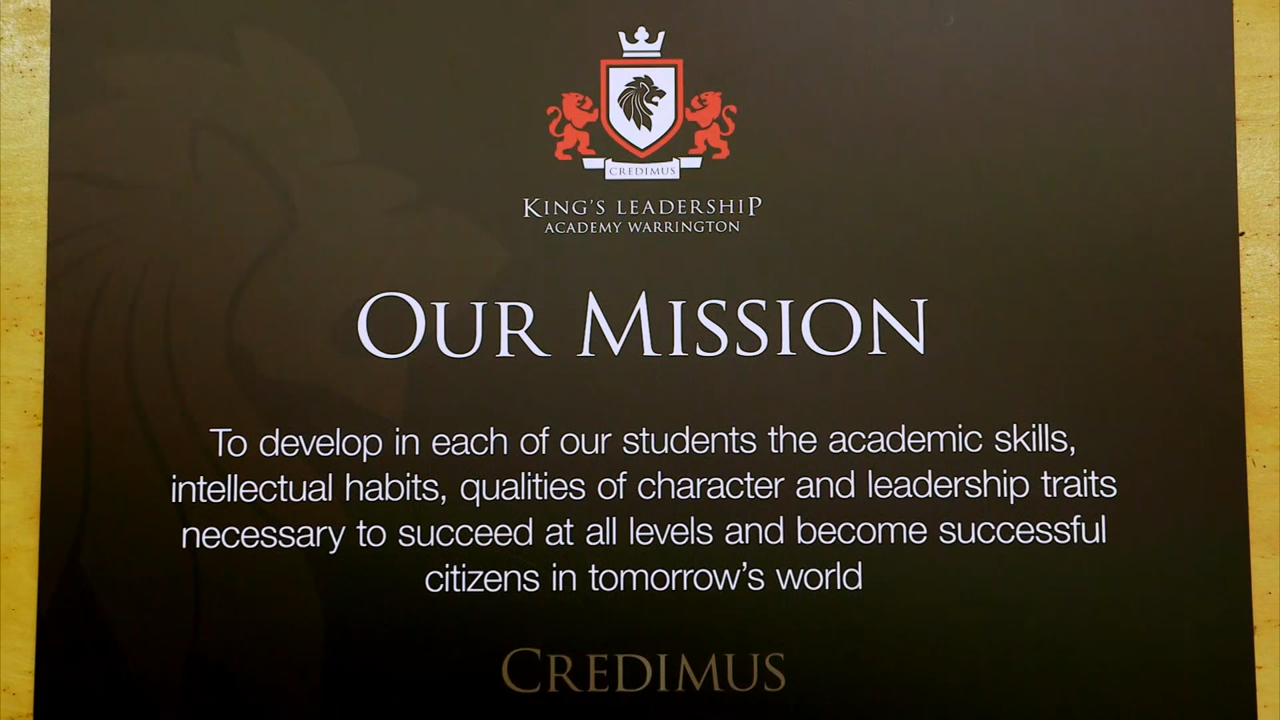 CREDIMUS
KING'S LEADERSHIP
ACADEMY WARRINGTON
OUR MISSION
To develop in each of our students the academic skills,
intellectual habits, qualities of character and leadership traits
necessary to succeed at all levels and become successful
citizens in tomorrow's world
CREDIMUS